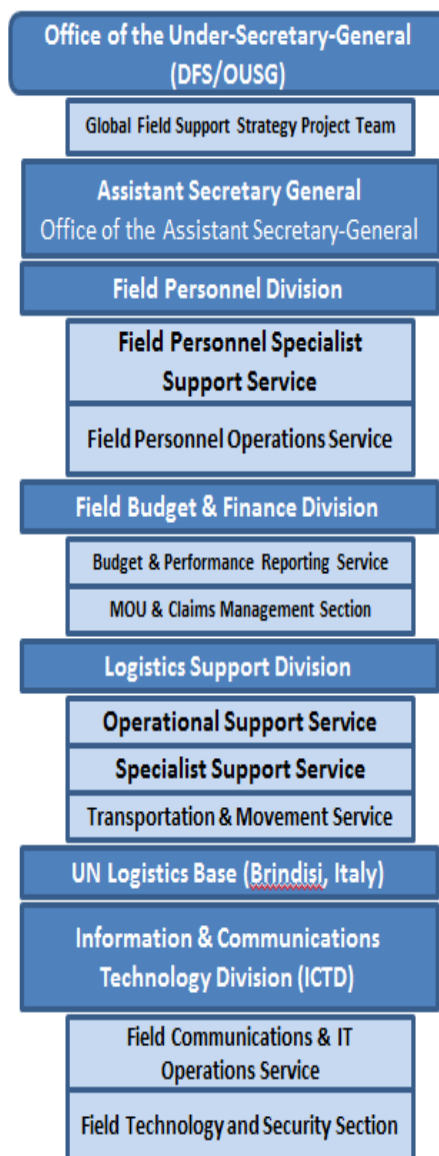 Office of the Under-Secretary-General
(DFS/OUSG)
Global Field Support Strategy Project Team
Assistant Secretary General
Office of the Assistant Secretary-General
Field Personnel Division
Field Personnel Specialist
Support Service
Field Personnel Operations Service
Field Budget & Finance Division
Budget & Performance Reporting Service
MOU & Claims Management Section
Logistics Support Division
Operational Support Service
Specialist Support Service
Transportation & Movement Service
UN Logistics Base (Brindisi, Italy)
Information & Communications
Technology Division (ICTD)
Field Communications & IT
Operations Service
Field Technology and Security Section